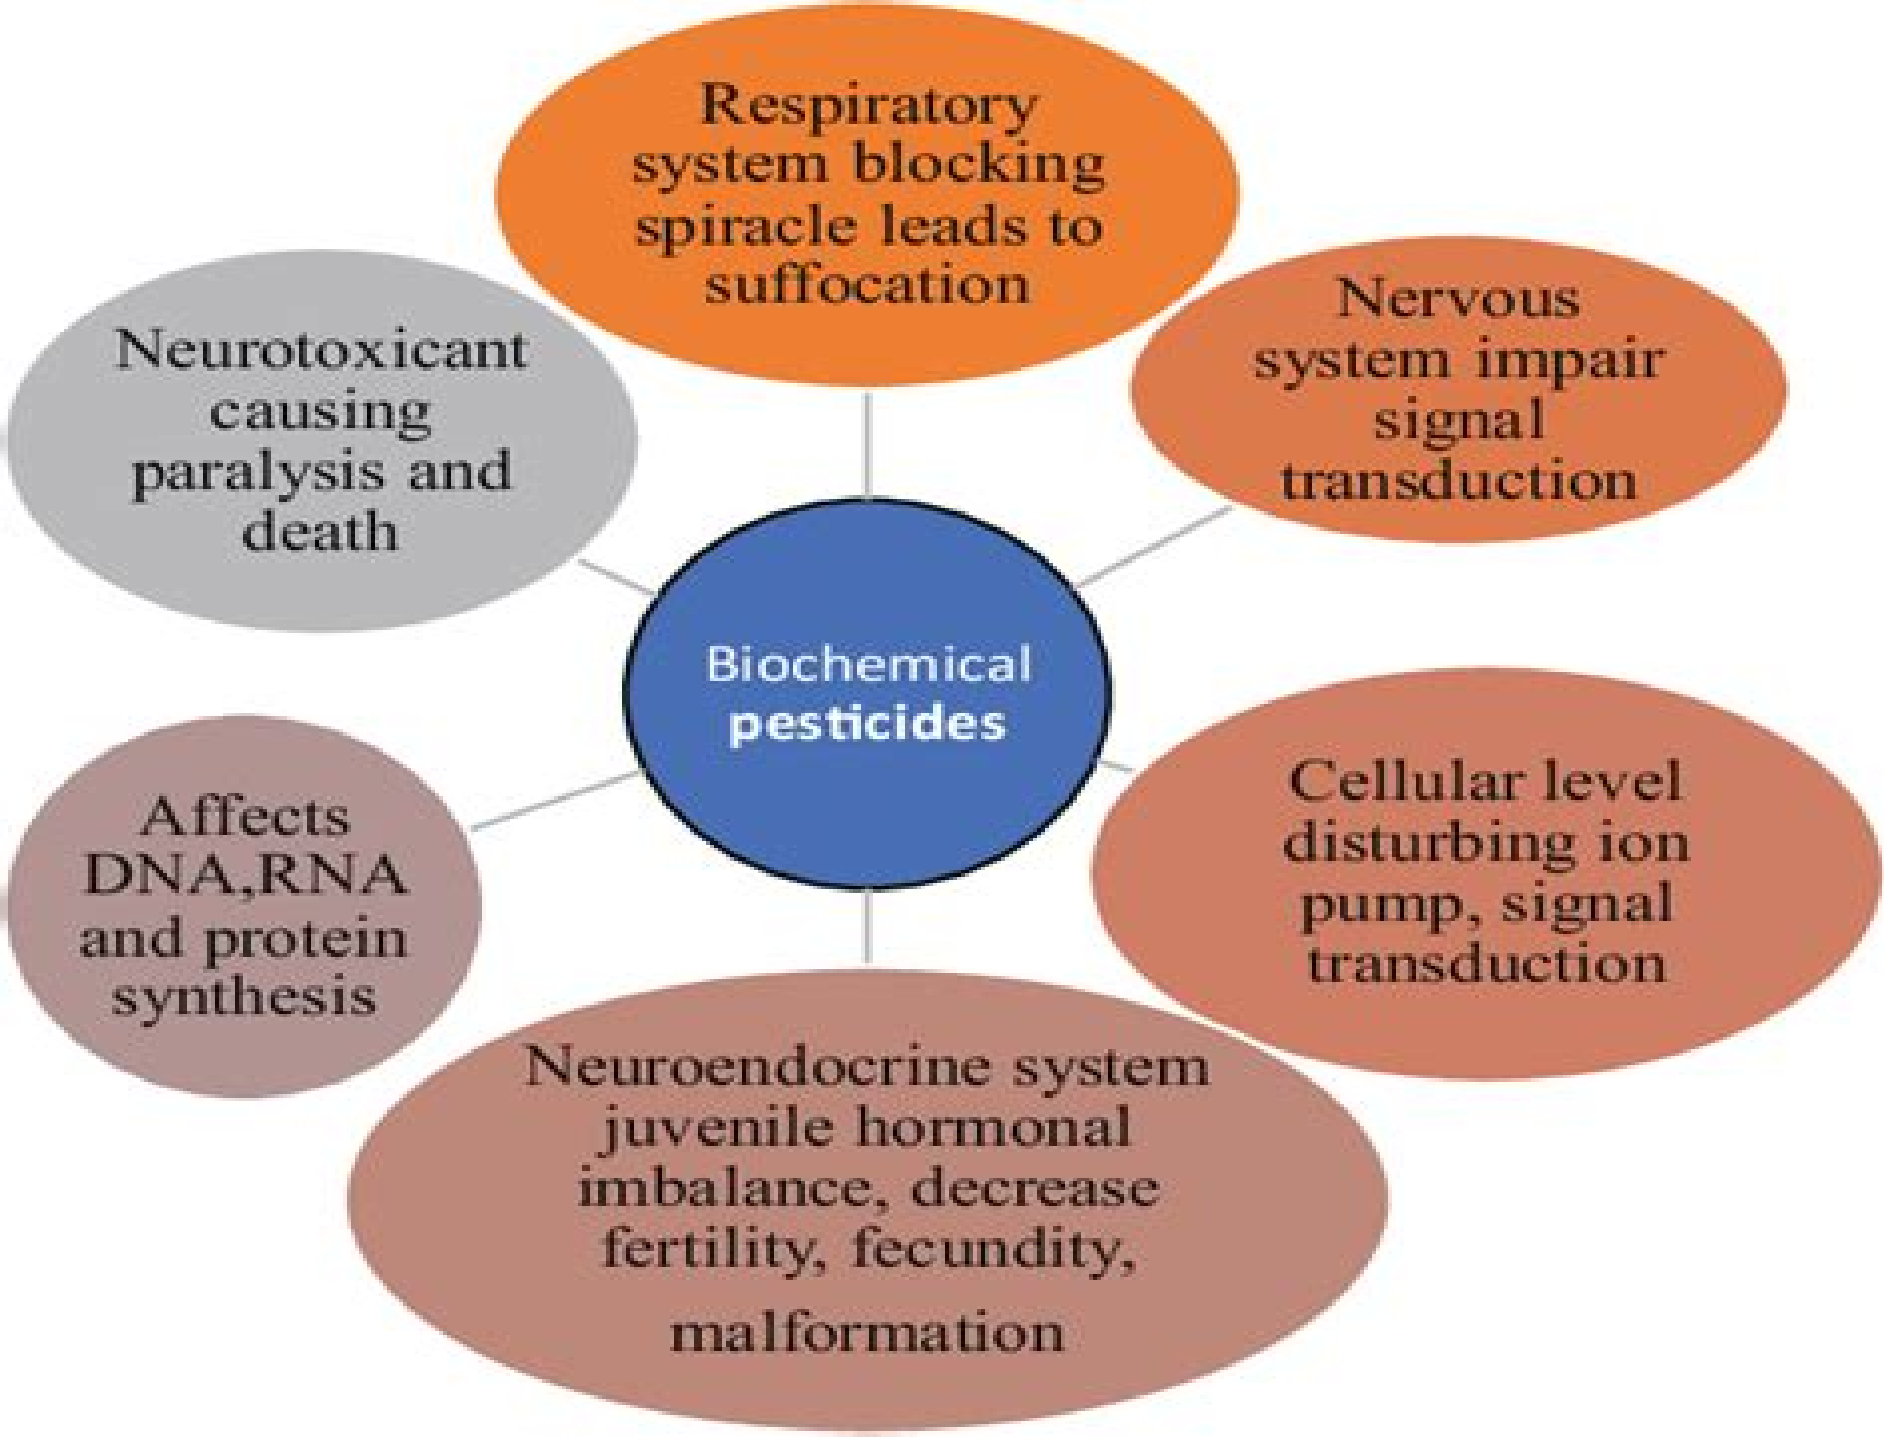 Respiratory
system blocking
spiracle leads to
suffocation
Nervous
system impair
signal
transduction
Neurotoxicant
causing
paralysis and
death
Biochemical
pesticides
Cellular level
disturbing ion
pump, signal
transduction
Affects
DNA,RNA
and protein
synthesis
Neuroendocrine system
juvenile hormonal
imbalance, decrease
fertility, fecundity,
malformation